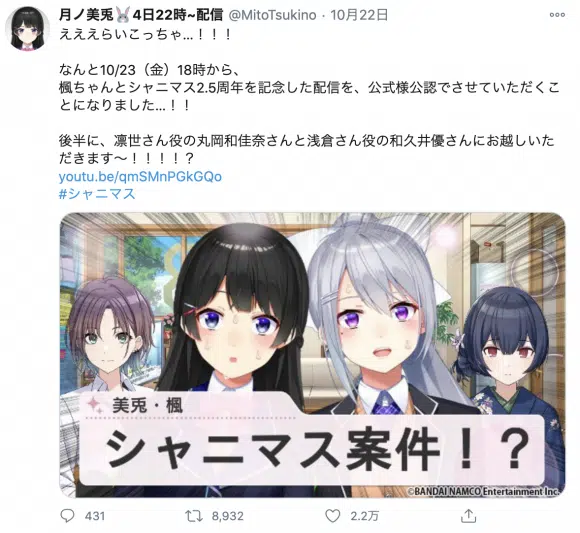 月ノ美兎🐰4日22時~配信 @MitoTsukino · 10月22日
えええらいこっちゃ…！！！
なんと10/23（金）18時から、
楓ちゃんとシャニマス2.5周年を記念した配信を、公式様公認でさせていただくこ
とになりました…！！
後半に、凛世さん役の丸岡和佳奈さんと浅倉さん役の和久井優さんにお越しいた
だきます〜！！！！？
youtu.be/qmSMnPGkGQo
#シャニマス
美兎・楓
シャニマス案件！？
©BANDAI NAMCO Entertainment Inc.
431 8,932 2.2万